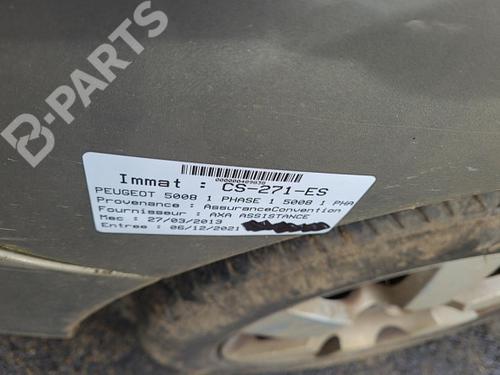 B-PARTS
Immat : CS-271-ES
PEUGEOT 5008 1 PHASE 1 5008 1 PHA
Provenance : AssuranceConvention
Fournisseur : AXA ASSISTANCE
Mec : 27/03/2013
Entree : 06/12/2021